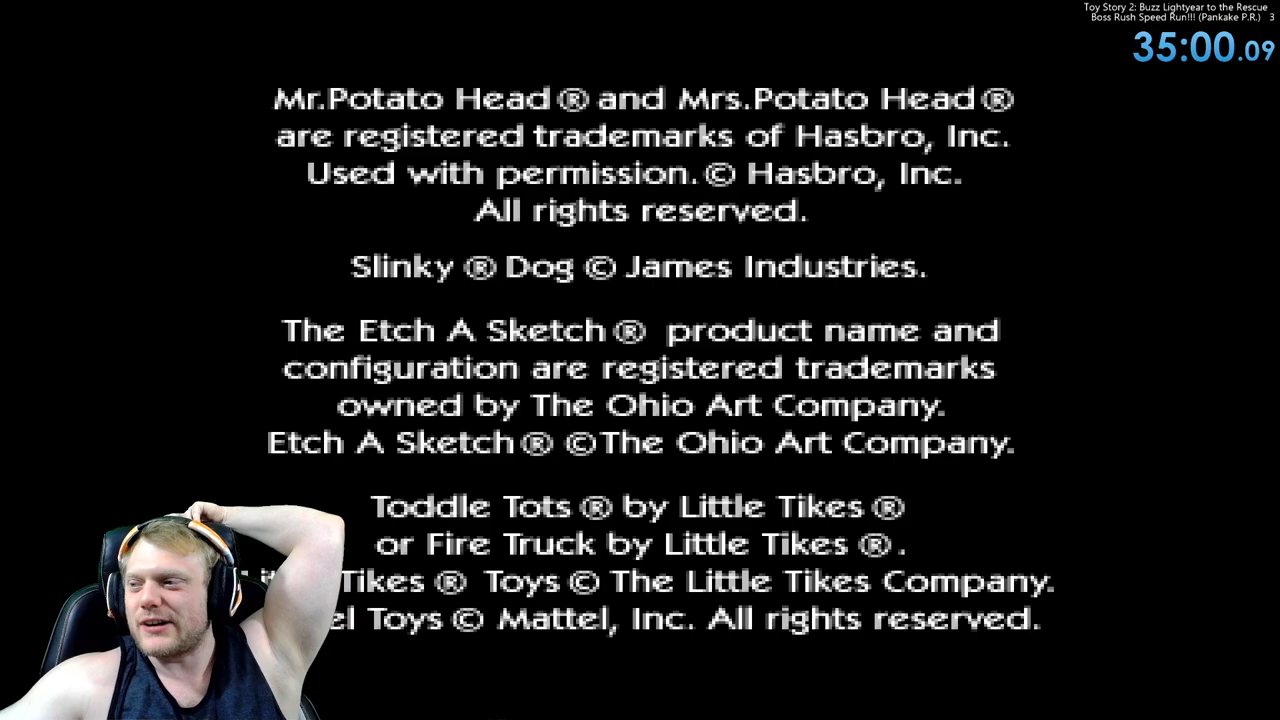 Toy Story 2: Buzz Lightyear to the Rescue
Boss Rush Speed Run!!! (Pankake P.R.) 3
35:00.09
Mr.Potato Head® and Mrs.Potato Head®
are registered trademarks of Hasbro, Inc.
Used with permission.© Hasbro, Inc.
All rights reserved.
Slinky ® Dog © James Industries.
The Etch A Sketch® product name and
configuration are registered trademarks
owned by The Ohio Art Company.
Etch A Sketch® ©The Ohio Art Company.
Toddle Tots ® by Little Tikes ®
or Fire Truck by Little Tikes ®.
Tikes ® Toys © The Little Tikes Company.
Toys © Mattel, Inc. All rights reserved.